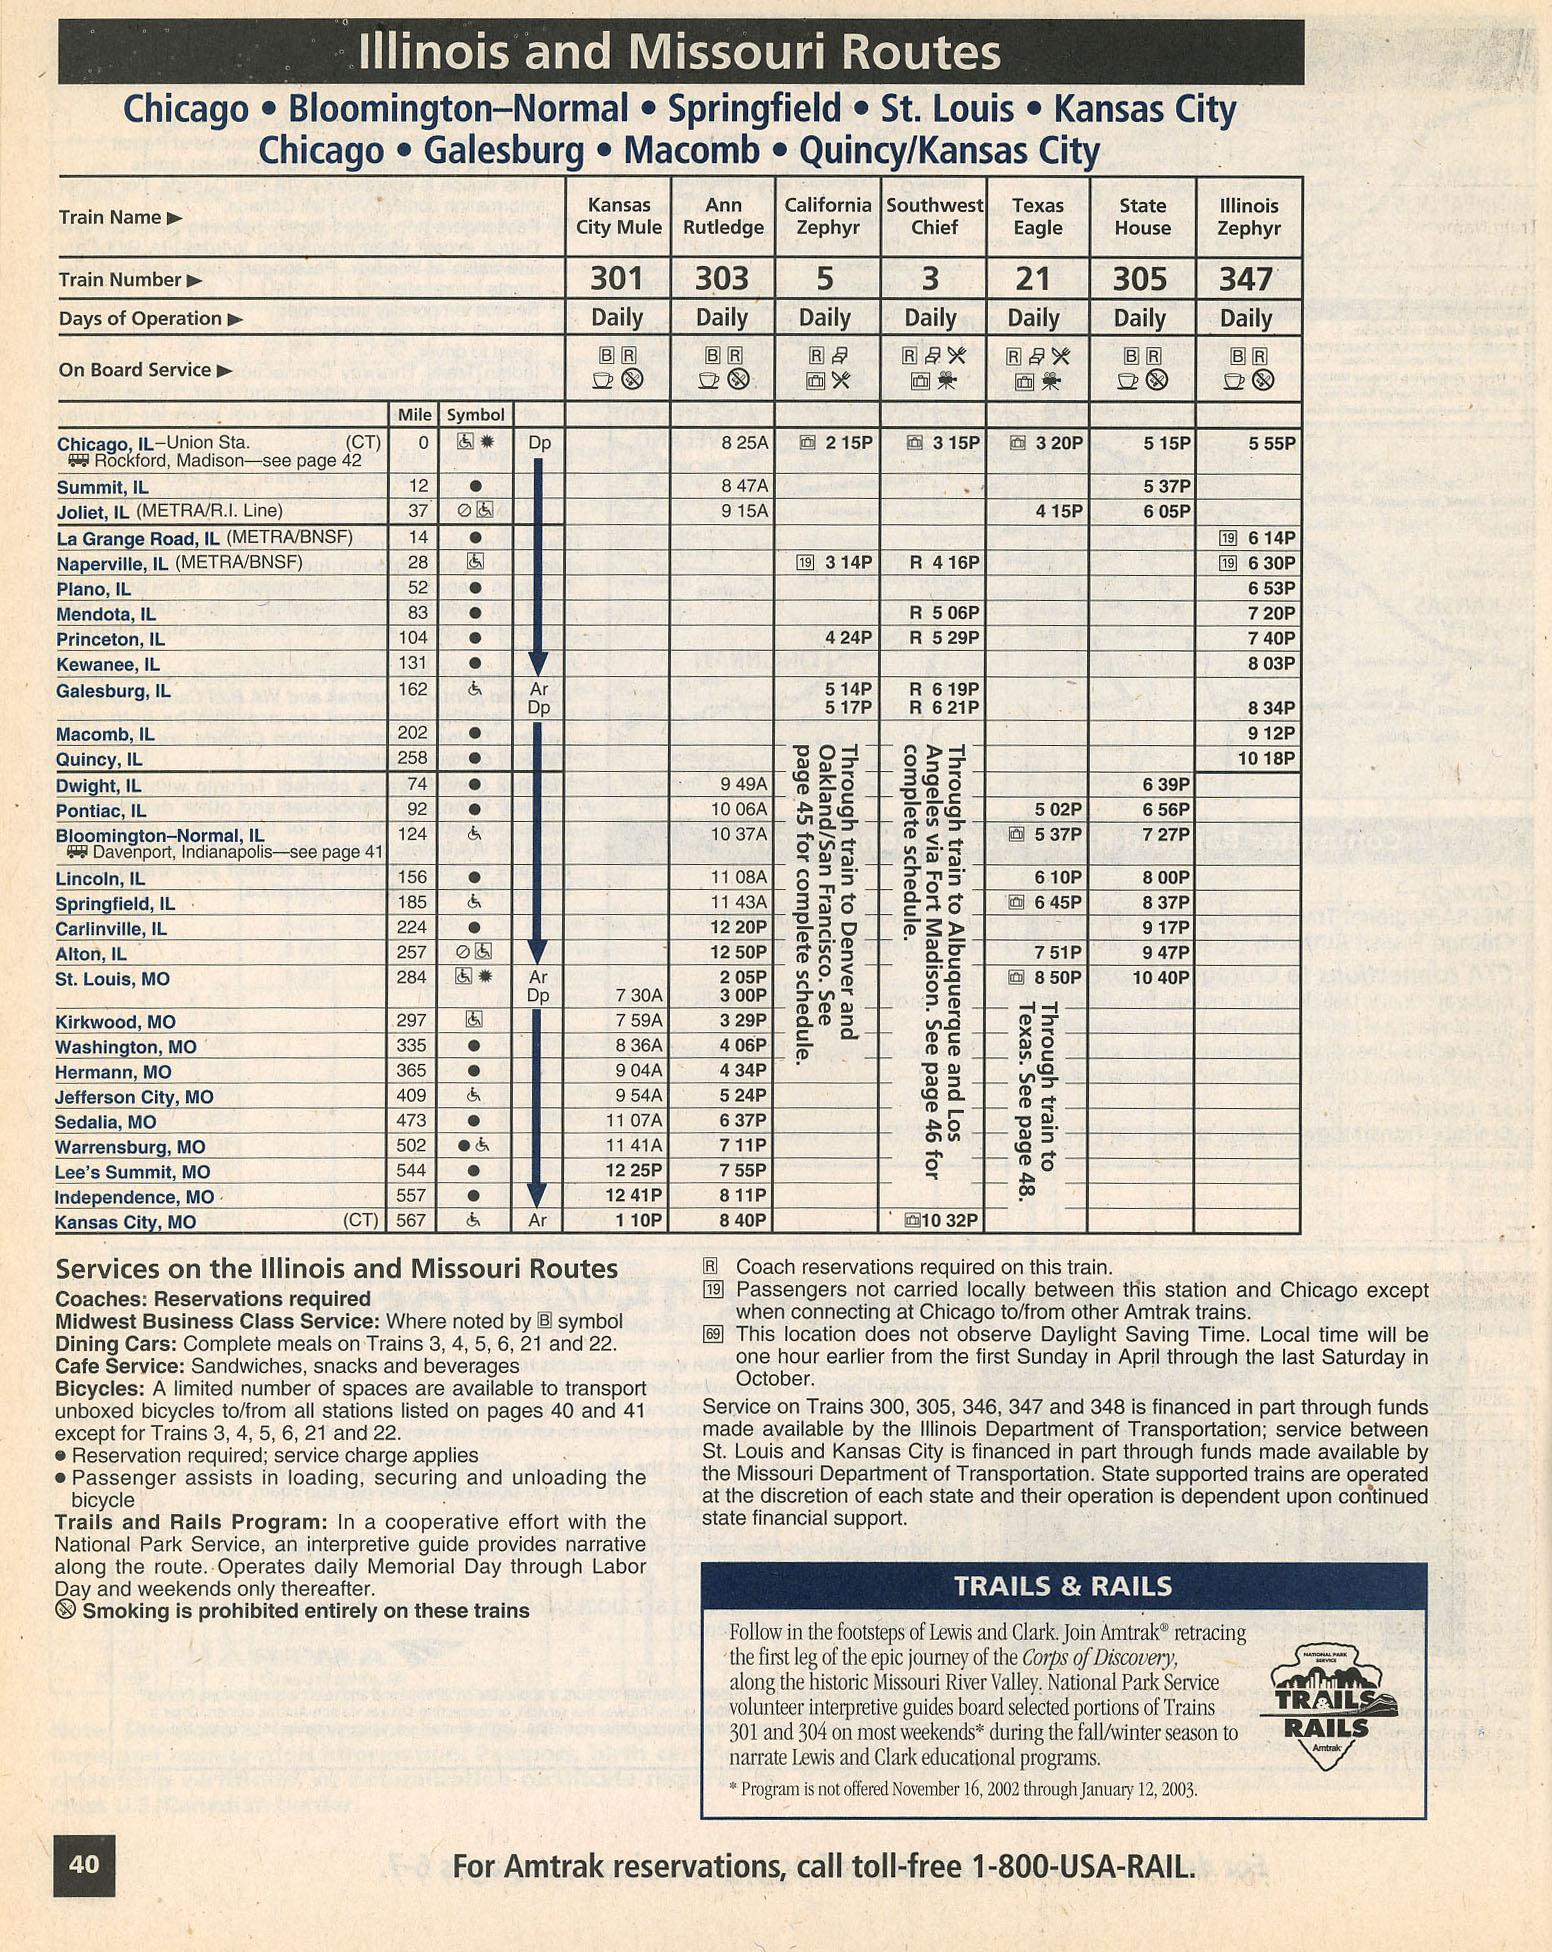 Illinois and Missouri Routes
Chicago • Bloomington–Normal • Springfield • St. Louis • Kansas City
Chicago • Galesburg • Macomb • Quincy/Kansas City
Train Name ▶ Kansas City Mule Ann Rutledge California Zephyr Southwest Chief Texas Eagle State House Illinois Zephyr
Train Number ▶ 301 303 5 3 21 305 347
Days of Operation ▶ Daily Daily Daily Daily Daily Daily Daily
On Board Service ▶ B R B R R R R B R B R
Mile Symbol
Chicago, IL–Union Sta. (CT) 0 Dp 8 25A 2 15P 3 15P 3 20P 5 15P 5 55P
Rockford, Madison—see page 42
Summit, IL 12 ● 8 47A 5 37P
Joliet, IL (METRA/R.I. Line) 37 9 15A 4 15P 6 05P
La Grange Road, IL (METRA/BNSF) 14 ● 19 6 14P
Naperville, IL (METRA/BNSF) 28 19 3 14P R 4 16P 19 6 30P
Plano, IL 52 ● 6 53P
Mendota, IL 83 ● R 5 06P 7 20P
Princeton, IL 104 ● 4 24P R 5 29P 7 40P
Kewanee, IL 131 ● 8 03P
Galesburg, IL 162 Ar 5 14P R 6 19P
Dp 5 17P R 6 21P 8 34P
Macomb, IL 202 ● 9 12P
Quincy, IL 258 ● 10 18P
Dwight, IL 74 ● 9 49A 6 39P
Pontiac, IL 92 ● 10 06A 5 02P 6 56P
Bloomington–Normal, IL 124 10 37A 5 37P 7 27P
Davenport, Indianapolis—see page 41
Lincoln, IL 156 ● 11 08A 6 10P 8 00P
Springfield, IL 185 11 43A 6 45P 8 37P
Carlinville, IL 224 ● 12 20P 9 17P
Alton, IL 257 12 50P 7 51P 9 47P
St. Louis, MO 284 Ar 2 05P 8 50P 10 40P
Dp 7 30A 3 00P
Kirkwood, MO 297 7 59A 3 29P
Washington, MO 335 ● 8 36A 4 06P
Hermann, MO 365 ● 9 04A 4 34P
Jefferson City, MO 409 9 54A 5 24P
Sedalia, MO 473 ● 11 07A 6 37P
Warrensburg, MO 502 ● 11 41A 7 11P
Lee's Summit, MO 544 ● 12 25P 7 55P
Independence, MO 557 ● 12 41P 8 11P
Kansas City, MO (CT) 567 Ar 1 10P 8 40P 10 32P
Through train to Denver and
Oakland/San Francisco. See
page 45 for complete schedule.
Through train to Albuquerque and Los
Angeles via Fort Madison. See page 46 for
complete schedule.
Through train to
Texas. See page 48.
Services on the Illinois and Missouri Routes
Coaches: Reservations required
Midwest Business Class Service: Where noted by B symbol
Dining Cars: Complete meals on Trains 3, 4, 5, 6, 21 and 22.
Cafe Service: Sandwiches, snacks and beverages
Bicycles: A limited number of spaces are available to transport
unboxed bicycles to/from all stations listed on pages 40 and 41
except for Trains 3, 4, 5, 6, 21 and 22.
● Reservation required; service charge applies
● Passenger assists in loading, securing and unloading the
bicycle
Trails and Rails Program: In a cooperative effort with the
National Park Service, an interpretive guide provides narrative
along the route. Operates daily Memorial Day through Labor
Day and weekends only thereafter.
Smoking is prohibited entirely on these trains
R Coach reservations required on this train.
19 Passengers not carried locally between this station and Chicago except
when connecting at Chicago to/from other Amtrak trains.
69 This location does not observe Daylight Saving Time. Local time will be
one hour earlier from the first Sunday in April through the last Saturday in
October.
Service on Trains 300, 305, 346, 347 and 348 is financed in part through funds
made available by the Illinois Department of Transportation; service between
St. Louis and Kansas City is financed in part through funds made available by
the Missouri Department of Transportation. State supported trains are operated
at the discretion of each state and their operation is dependent upon continued
state financial support.
TRAILS & RAILS
Follow in the footsteps of Lewis and Clark. Join Amtrak® retracing
the first leg of the epic journey of the Corps of Discovery,
along the historic Missouri River Valley. National Park Service
volunteer interpretive guides board selected portions of Trains
301 and 304 on most weekends* during the fall/winter season to
narrate Lewis and Clark educational programs.
* Program is not offered November 16, 2002 through January 12, 2003.
NATIONAL PARK
SERVICE
TRAILS
RAILS
Amtrak
40
For Amtrak reservations, call toll-free 1-800-USA-RAIL.